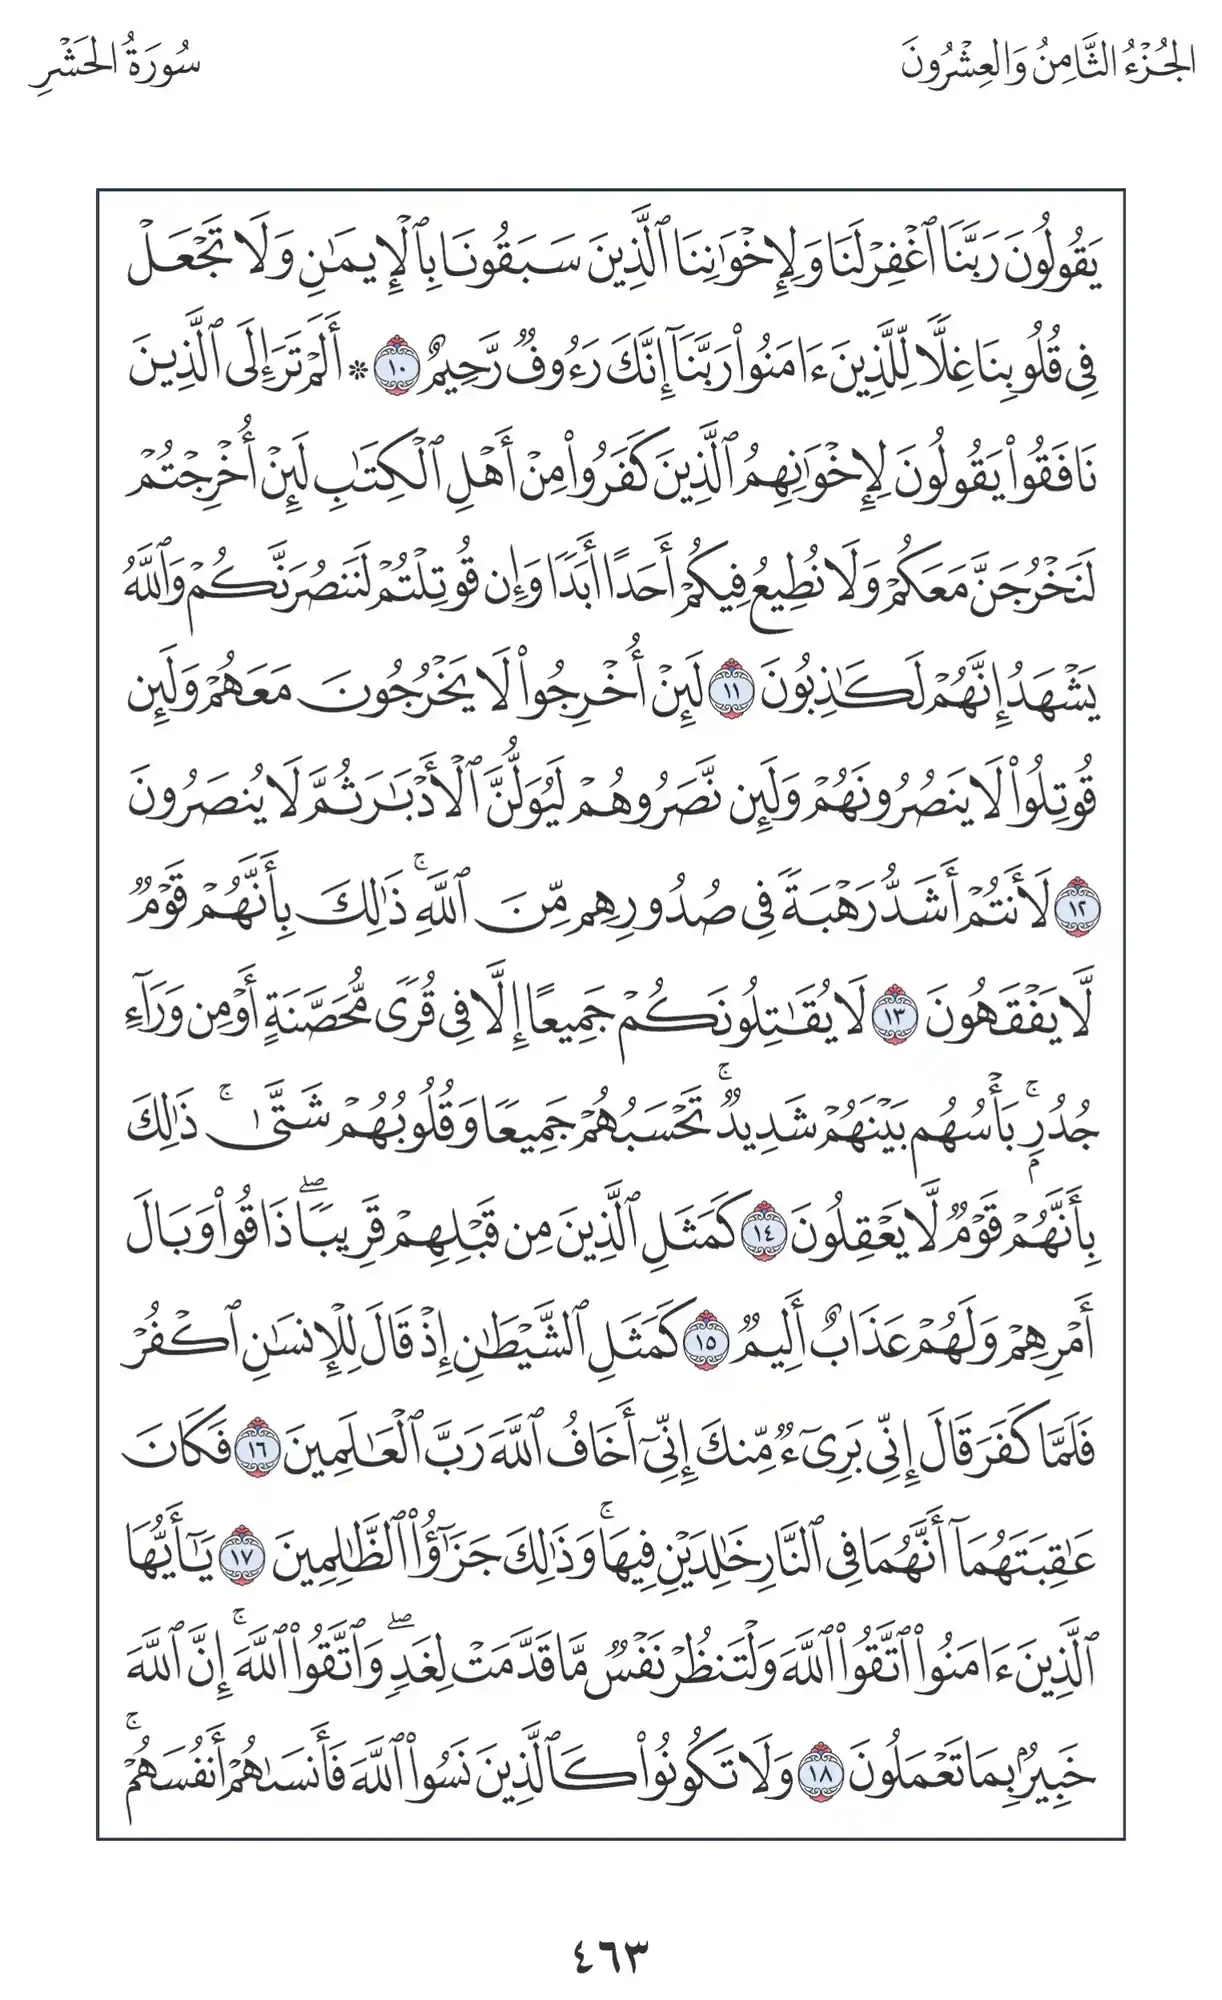 الجُزْءُ الثَّامِنُ وَالعِشْرُونَ
سُورَةُ الحَشْرِ
يَقُولُونَ رَبَّنَا ٱغْفِرْ لَنَا وَلِإِخْوَٰنِنَا ٱلَّذِينَ سَبَقُونَا بِٱلْإِيمَٰنِ وَلَا تَجْعَلْ
فِى قُلُوبِنَا غِلًّا لِّلَّذِينَ ءَامَنُوا۟ رَبَّنَآ إِنَّكَ رَءُوفٌ رَّحِيمٌ ١٠ * أَلَمْ تَرَ إِلَى ٱلَّذِينَ
نَافَقُوا۟ يَقُولُونَ لِإِخْوَٰنِهِمُ ٱلَّذِينَ كَفَرُوا۟ مِنْ أَهْلِ ٱلْكِتَٰبِ لَئِنْ أُخْرِجْتُمْ
لَنَخْرُجَنَّ مَعَكُمْ وَلَا نُطِيعُ فِيكُمْ أَحَدًا أَبَدًا وَإِن قُوتِلْتُمْ لَنَنصُرَنَّكُمْ وَٱللَّهُ
يَشْهَدُ إِنَّهُمْ لَكَٰذِبُونَ ١١ لَئِنْ أُخْرِجُوا۟ لَا يَخْرُجُونَ مَعَهُمْ وَلَئِن
قُوتِلُوا۟ لَا يَنصُرُونَهُمْ وَلَئِن نَّصَرُوهُمْ لَيُوَلُّنَّ ٱلْأَدْبَٰرَ ثُمَّ لَا يُنصَرُونَ
١٢ لَأَنتُمْ أَشَدُّ رَهْبَةً فِى صُدُورِهِم مِّنَ ٱللَّهِ ۚ ذَٰلِكَ بِأَنَّهُمْ قَوْمٌ
لَّا يَفْقَهُونَ ١٣ لَا يُقَٰتِلُونَكُمْ جَمِيعًا إِلَّا فِى قُرًى مُّحَصَّنَةٍ أَوْ مِن وَرَآءِ
جُدُرٍۭ ۚ بَأْسُهُم بَيْنَهُمْ شَدِيدٌ ۚ تَحْسَبُهُمْ جَمِيعًا وَقُلُوبُهُمْ شَتَّىٰ ۚ ذَٰلِكَ
بِأَنَّهُمْ قَوْمٌ لَّا يَعْقِلُونَ ١٤ كَمَثَلِ ٱلَّذِينَ مِن قَبْلِهِمْ قَرِيبًا ۖ ذَاقُوا۟ وَبَالَ
أَمْرِهِمْ وَلَهُمْ عَذَابٌ أَلِيمٌ ١٥ كَمَثَلِ ٱلشَّيْطَٰنِ إِذْ قَالَ لِلْإِنسَٰنِ ٱكْفُرْ
فَلَمَّا كَفَرَ قَالَ إِنِّى بَرِىٓءٌ مِّنكَ إِنِّىٓ أَخَافُ ٱللَّهَ رَبَّ ٱلْعَٰلَمِينَ ١٦ فَكَانَ
عَٰقِبَتَهُمَآ أَنَّهُمَا فِى ٱلنَّارِ خَٰلِدَيْنِ فِيهَا ۚ وَذَٰلِكَ جَزَٰٓؤُا۟ ٱلظَّٰلِمِينَ ١٧ يَٰٓأَيُّهَا
ٱلَّذِينَ ءَامَنُوا۟ ٱتَّقُوا۟ ٱللَّهَ وَلْتَنظُرْ نَفْسٌ مَّا قَدَّمَتْ لِغَدٍ ۖ وَٱتَّقُوا۟ ٱللَّهَ ۚ إِنَّ ٱللَّهَ
خَبِيرٌۢ بِمَا تَعْمَلُونَ ١٨ وَلَا تَكُونُوا۟ كَٱلَّذِينَ نَسُوا۟ ٱللَّهَ فَأَنسَىٰهُمْ أَنفُسَهُمْ ۚ
٤٦٣